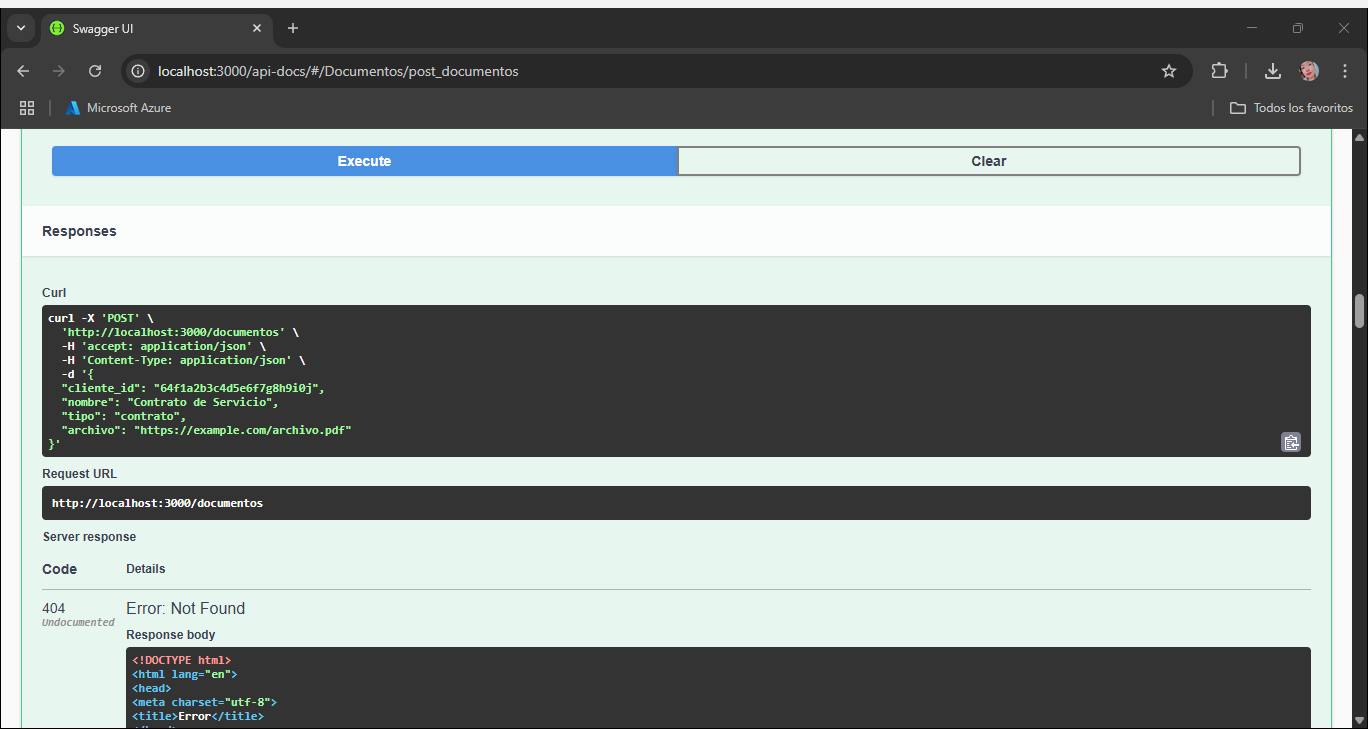 Swagger UI
localhost:3000/api-docs/#/Documentos/post_documentos
Microsoft Azure
Todos los favoritos
Execute
Clear
Responses
Curl
curl -X 'POST' \
'http://localhost:3000/documentos' \
-H 'accept: application/json' \
-H 'Content-Type: application/json' \
-d '{
"cliente_id": "64f1a2b3c4d5e6f7g8h9i0j",
"nombre": "Contrato de Servicio",
"tipo": "contrato",
"archivo": "https://example.com/archivo.pdf"
}'
Request URL
http://localhost:3000/documentos
Server response
Code Details
404 Error: Not Found
Undocumented
Response body
<!DOCTYPE html>
<html lang="en">
<head>
<meta charset="utf-8">
<title>Error</title>